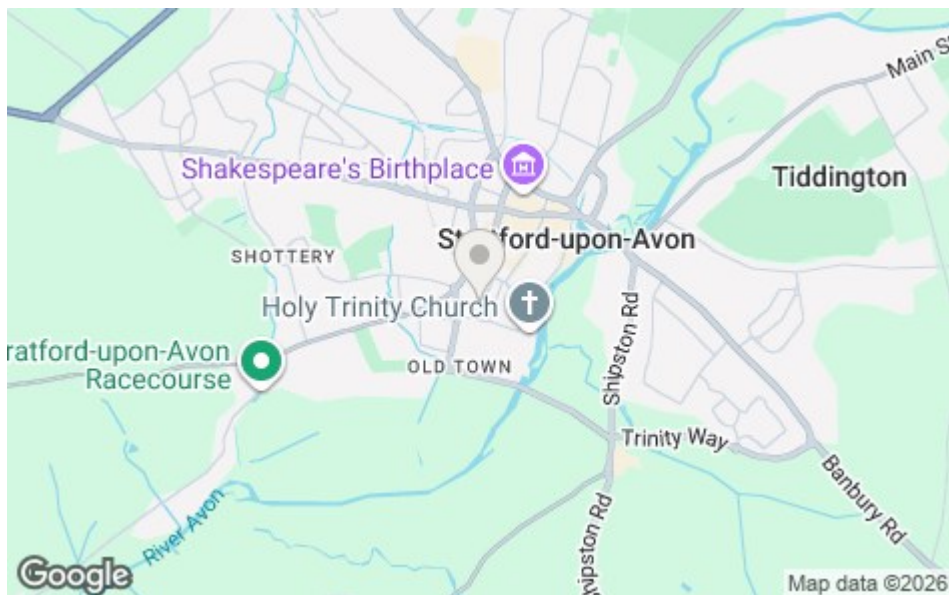 Main St
Tiddington
Shakespeare's Birthplace
Stratford-upon-Avon
SHOTTERY
Holy Trinity Church
ratford-upon-Avon
Racecourse
OLD TOWN
Shipston Rd
Trinity Way
Banbury Rd
River Avon
hipston Rd
Google
Map data ©2026